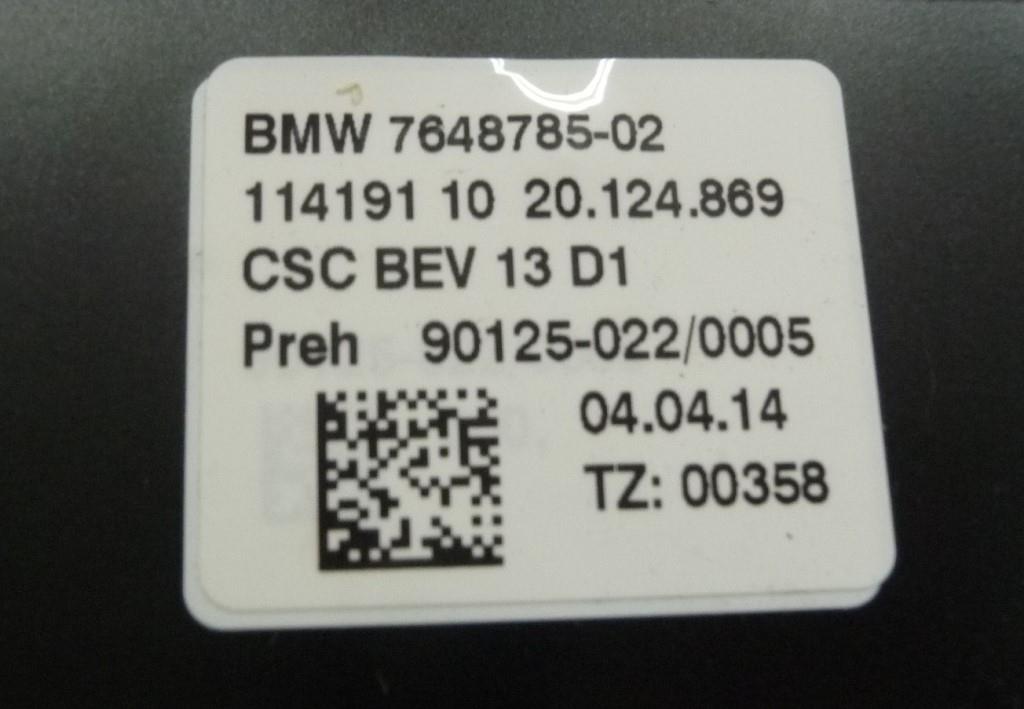 BMW 7648785-02
114191 10 20.124.869
CSC BEV 13 D1
Preh 90125-022/0005
04.04.14
TZ: 00358